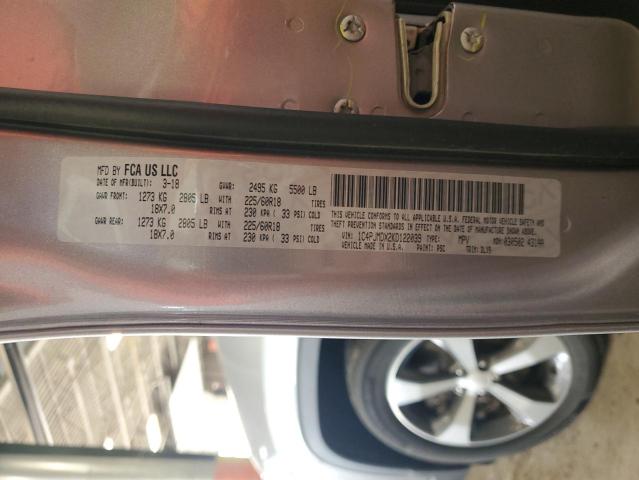 MFD BY FCA US LLC
DATE OF MFR(BUILT): 3-18 GVWR: 2495 KG 5500 LB
GAWR FRONT: 1273 KG 2805 LB WITH 225/60R18 TIRES
18X7.0 RIMS AT 230 KPA ( 33 PSI) COLD
GAWR REAR: 1273 KG 2805 LB WITH 225/60R18 TIRES
18X7.0 RIMS AT 230 KPA ( 33 PSI) COLD
THIS VEHICLE CONFORMS TO ALL APPLICABLE U.S.A. FEDERAL MOTOR VEHICLE SAFETY AND
THEFT PREVENTION STANDARDS IN EFFECT ON THE DATE OF MANUFACTURE SHOWN ABOVE.
VIN: 1C4PJMDX2KD122039 TYPE: MPV MDH: 030502 43144
VEHICLE MADE IN U.S.A. PAINT: PSC TRIM: DLX9